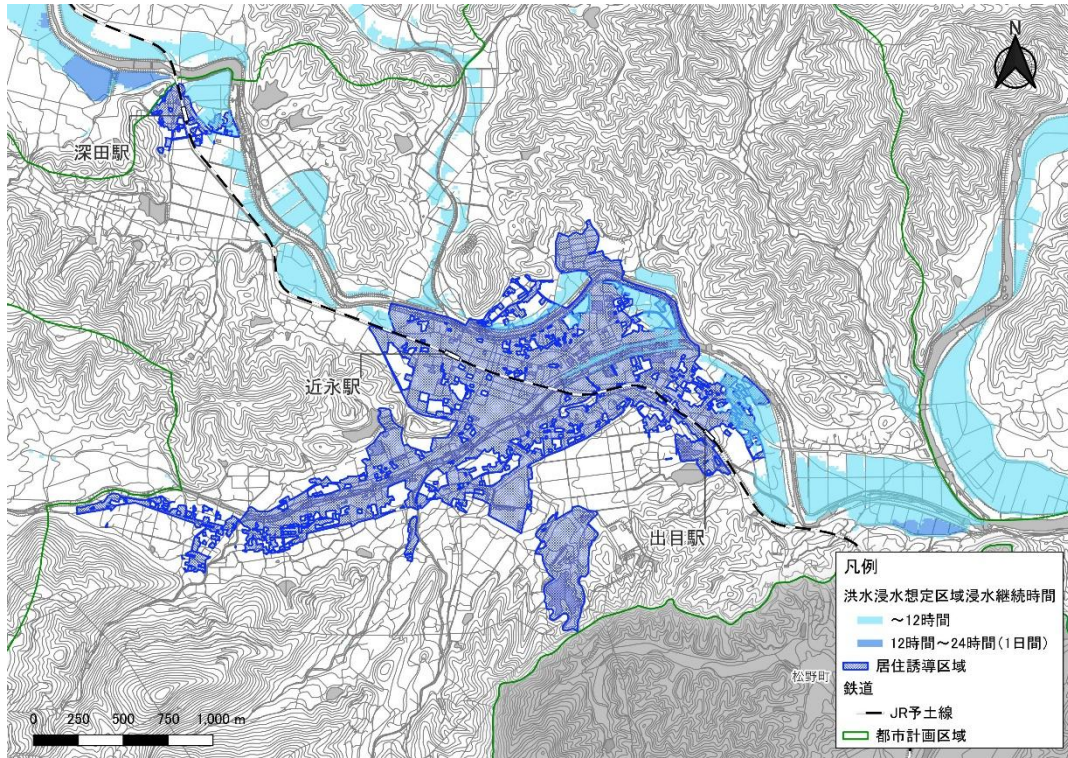 N
深田駅
近永駅
出目駅
松野町
凡例
洪水浸水想定区域浸水継続時間
～12時間
12時間～24時間(1日間)
居住誘導区域
鉄道
JR予土線
都市計画区域
0 250 500 750 1,000 m